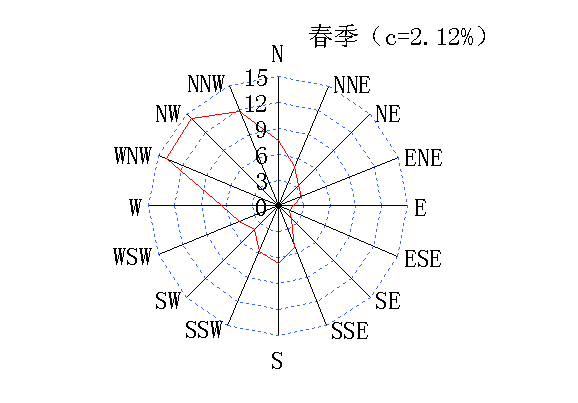 春季（c=2.12%）
N
NNW
15
NNE
NW
12
NE
9
WNW
6
ENE
3
W
0
E
WSW
ESE
SW
SE
SSW
SSE
S